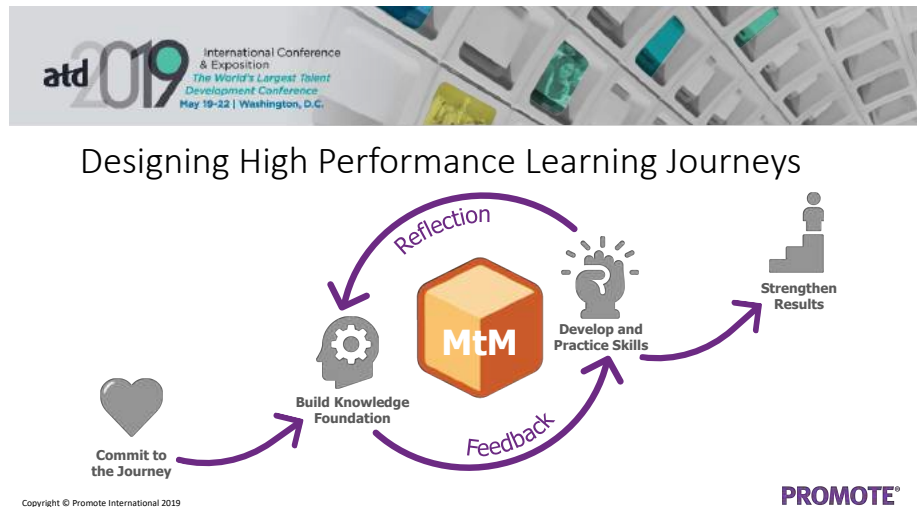 atd 2019
International Conference
& Exposition
The World's Largest Talent
Development Conference
May 19-22 | Washington, D.C.
Designing High Performance Learning Journeys
Reflection
Strengthen
Results
MtM
Develop and
Practice Skills
Build Knowledge
Foundation
Feedback
Commit to
the Journey
Copyright © Promote International 2019
PROMOTE®